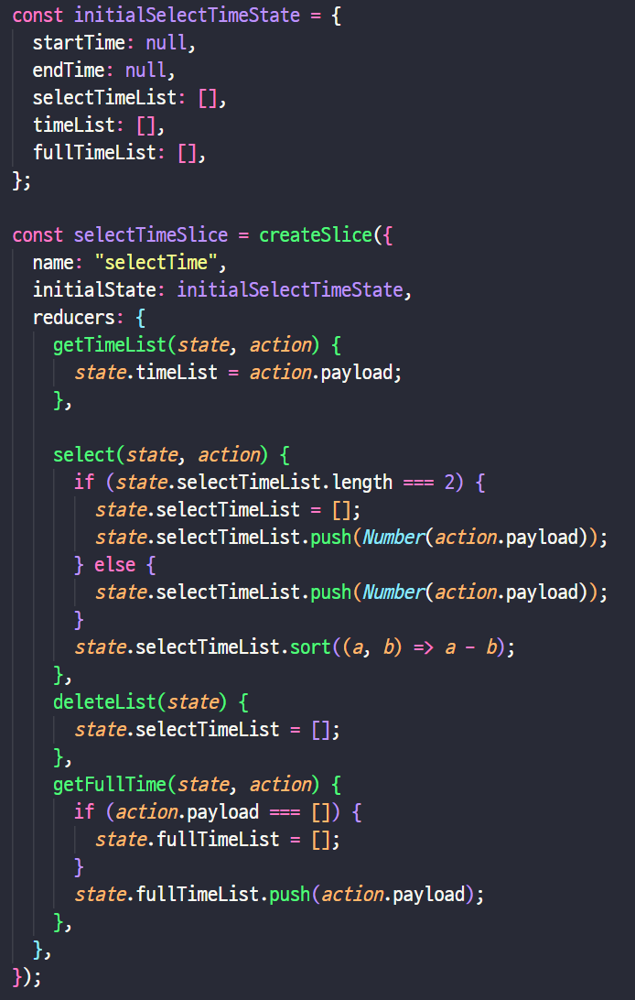 const initialSelectTimeState = {
  startTime: null,
  endTime: null,
  selectTimeList: [],
  timeList: [],
  fullTimeList: [],
};

const selectTimeSlice = createSlice({
  name: "selectTime",
  initialState: initialSelectTimeState,
  reducers: {
    getTimeList(state, action) {
      state.timeList = action.payload;
    },

    select(state, action) {
      if (state.selectTimeList.length === 2) {
        state.selectTimeList = [];
        state.selectTimeList.push(Number(action.payload));
      } else {
        state.selectTimeList.push(Number(action.payload));
      }
      state.selectTimeList.sort((a, b) => a - b);
    },
    deleteList(state) {
      state.selectTimeList = [];
    },
    getFullTime(state, action) {
      if (action.payload === []) {
        state.fullTimeList = [];
      }
      state.fullTimeList.push(action.payload);
    },
  },
});